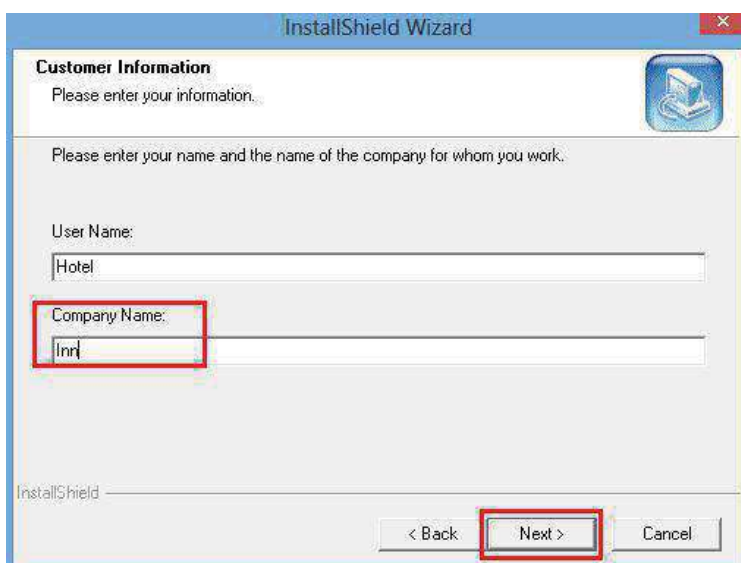 InstallShield Wizard
Customer Information
Please enter your information.
Please enter your name and the name of the company for whom you work.
User Name:
Hotel
Company Name:
Inn
InstallShield
< Back Next > Cancel